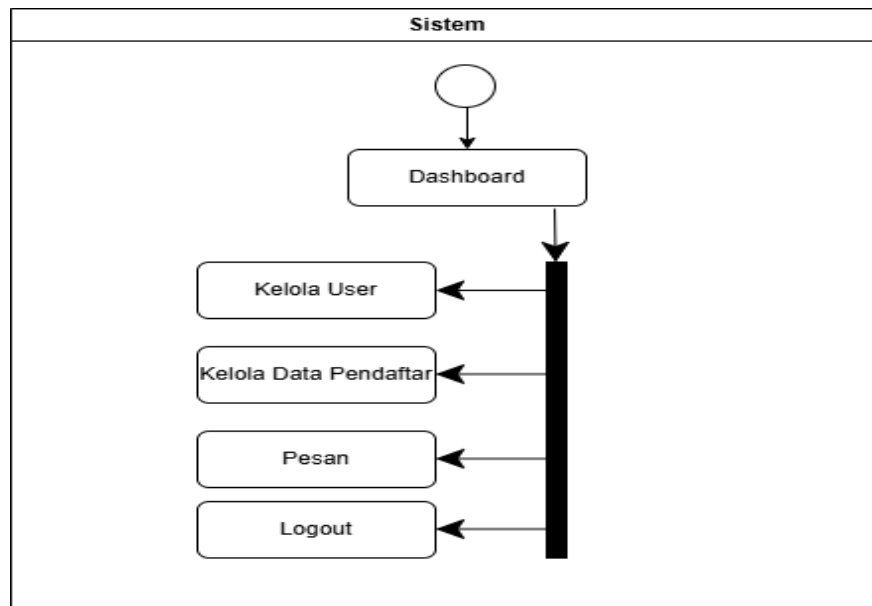 Sistem
Dashboard
Kelola User
Kelola Data Pendaftar
Pesan
Logout